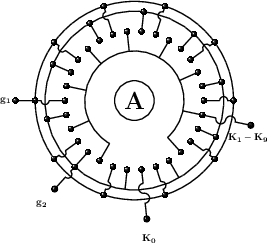 A
g₁
K₁ – K₉
g₂
K₀